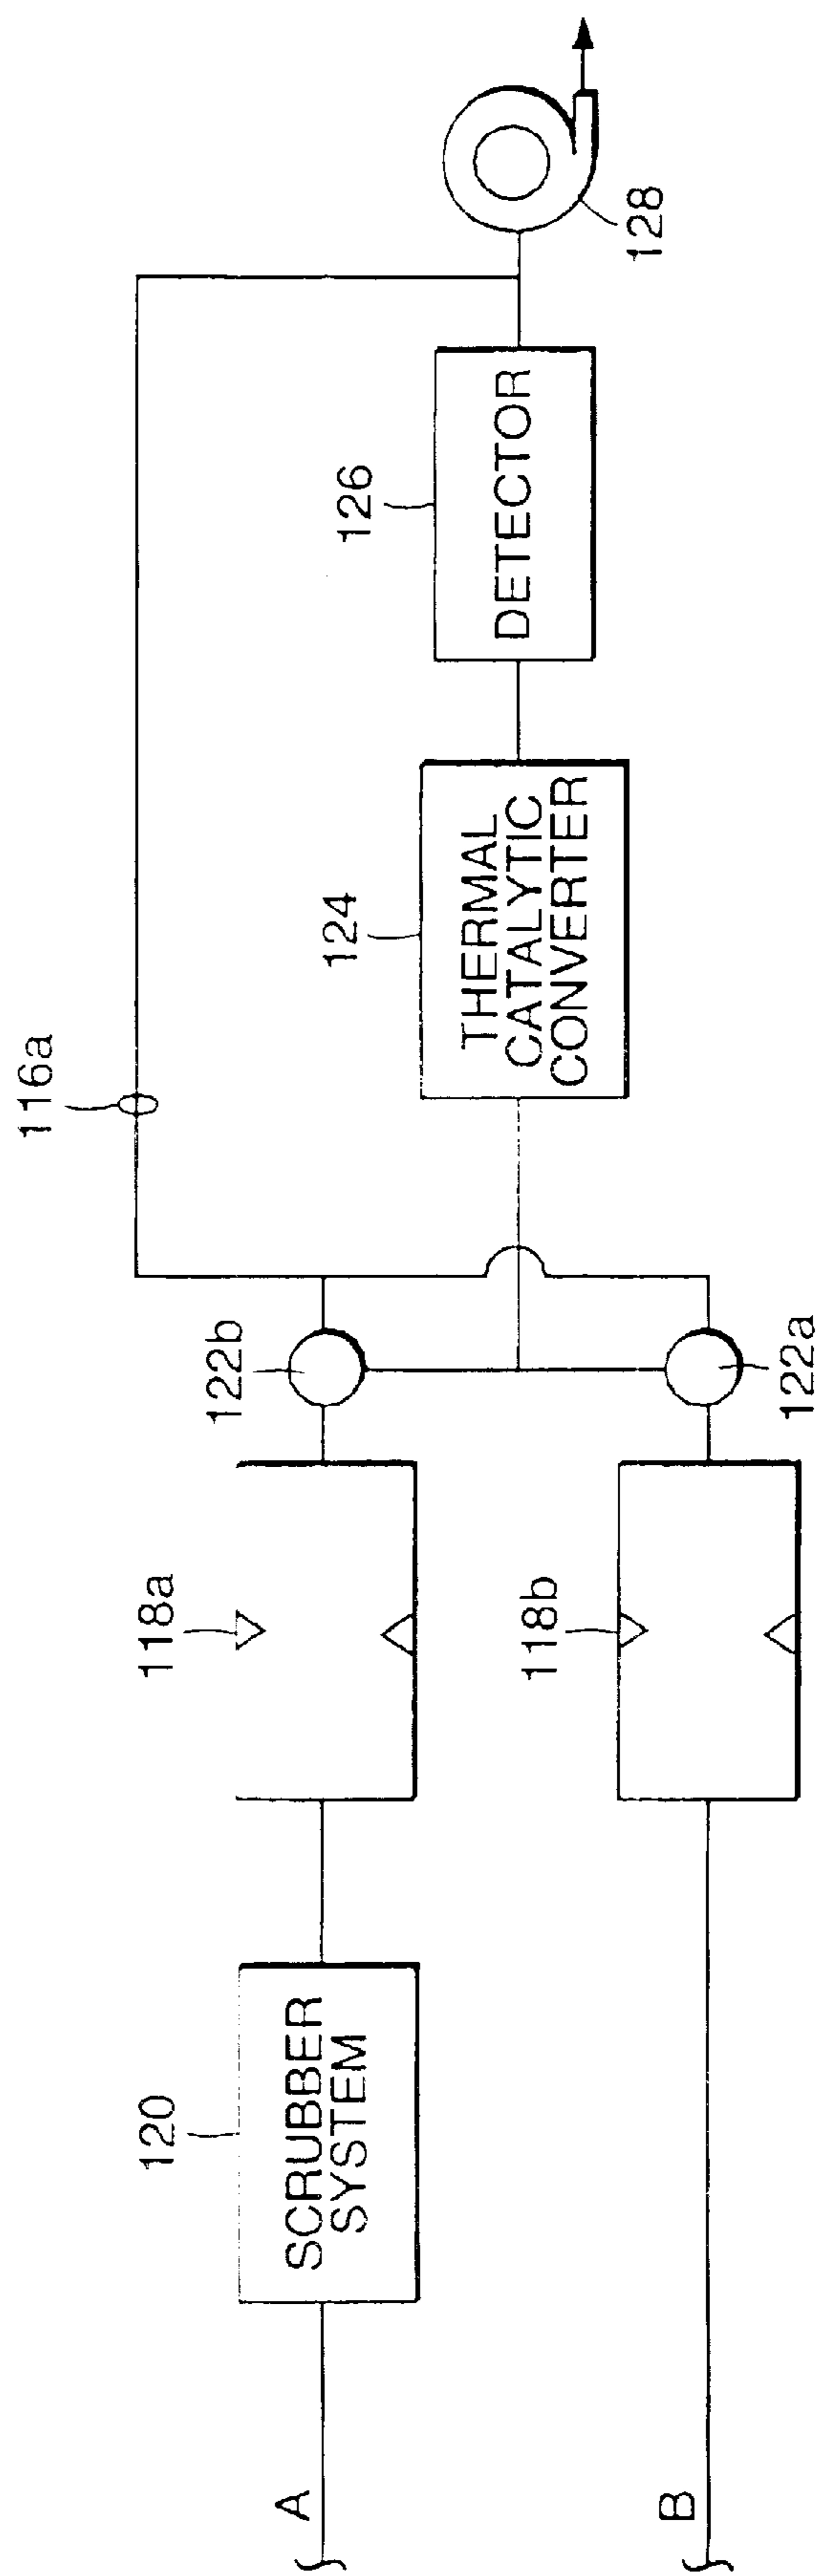 A
120
SCRUBBER
SYSTEM
118a
122b
116a
124
THERMAL
CATALYTIC
CONVERTER
126
DETECTOR
128
B
118b
122a